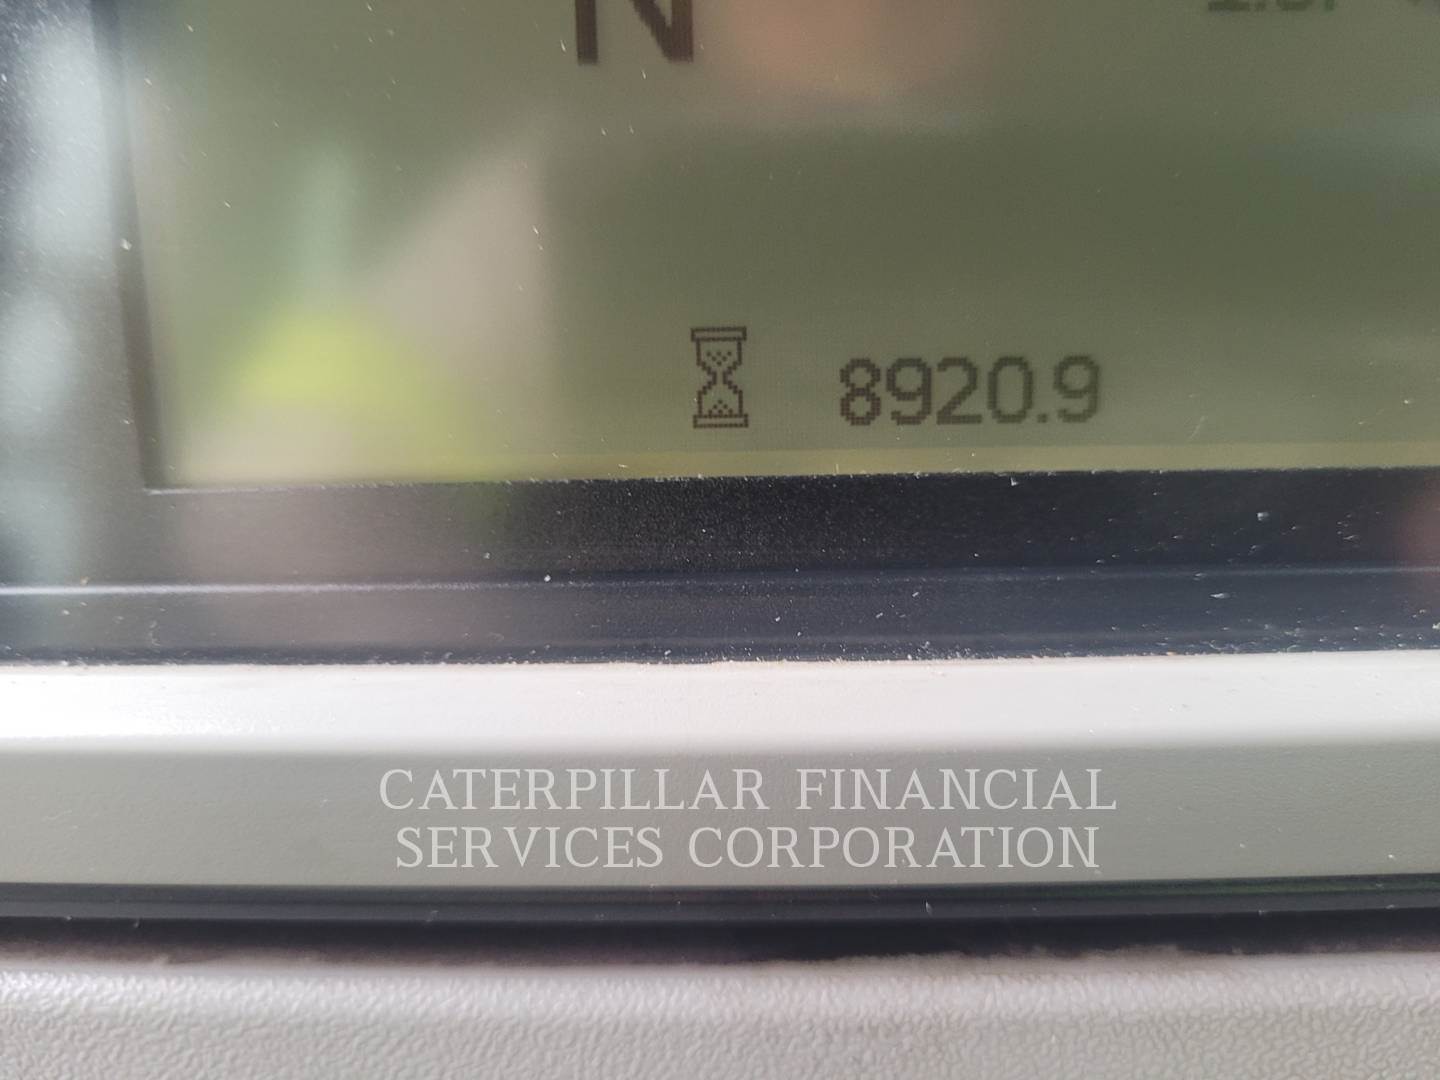 N
8920.9
CATERPILLAR FINANCIAL
SERVICES CORPORATION